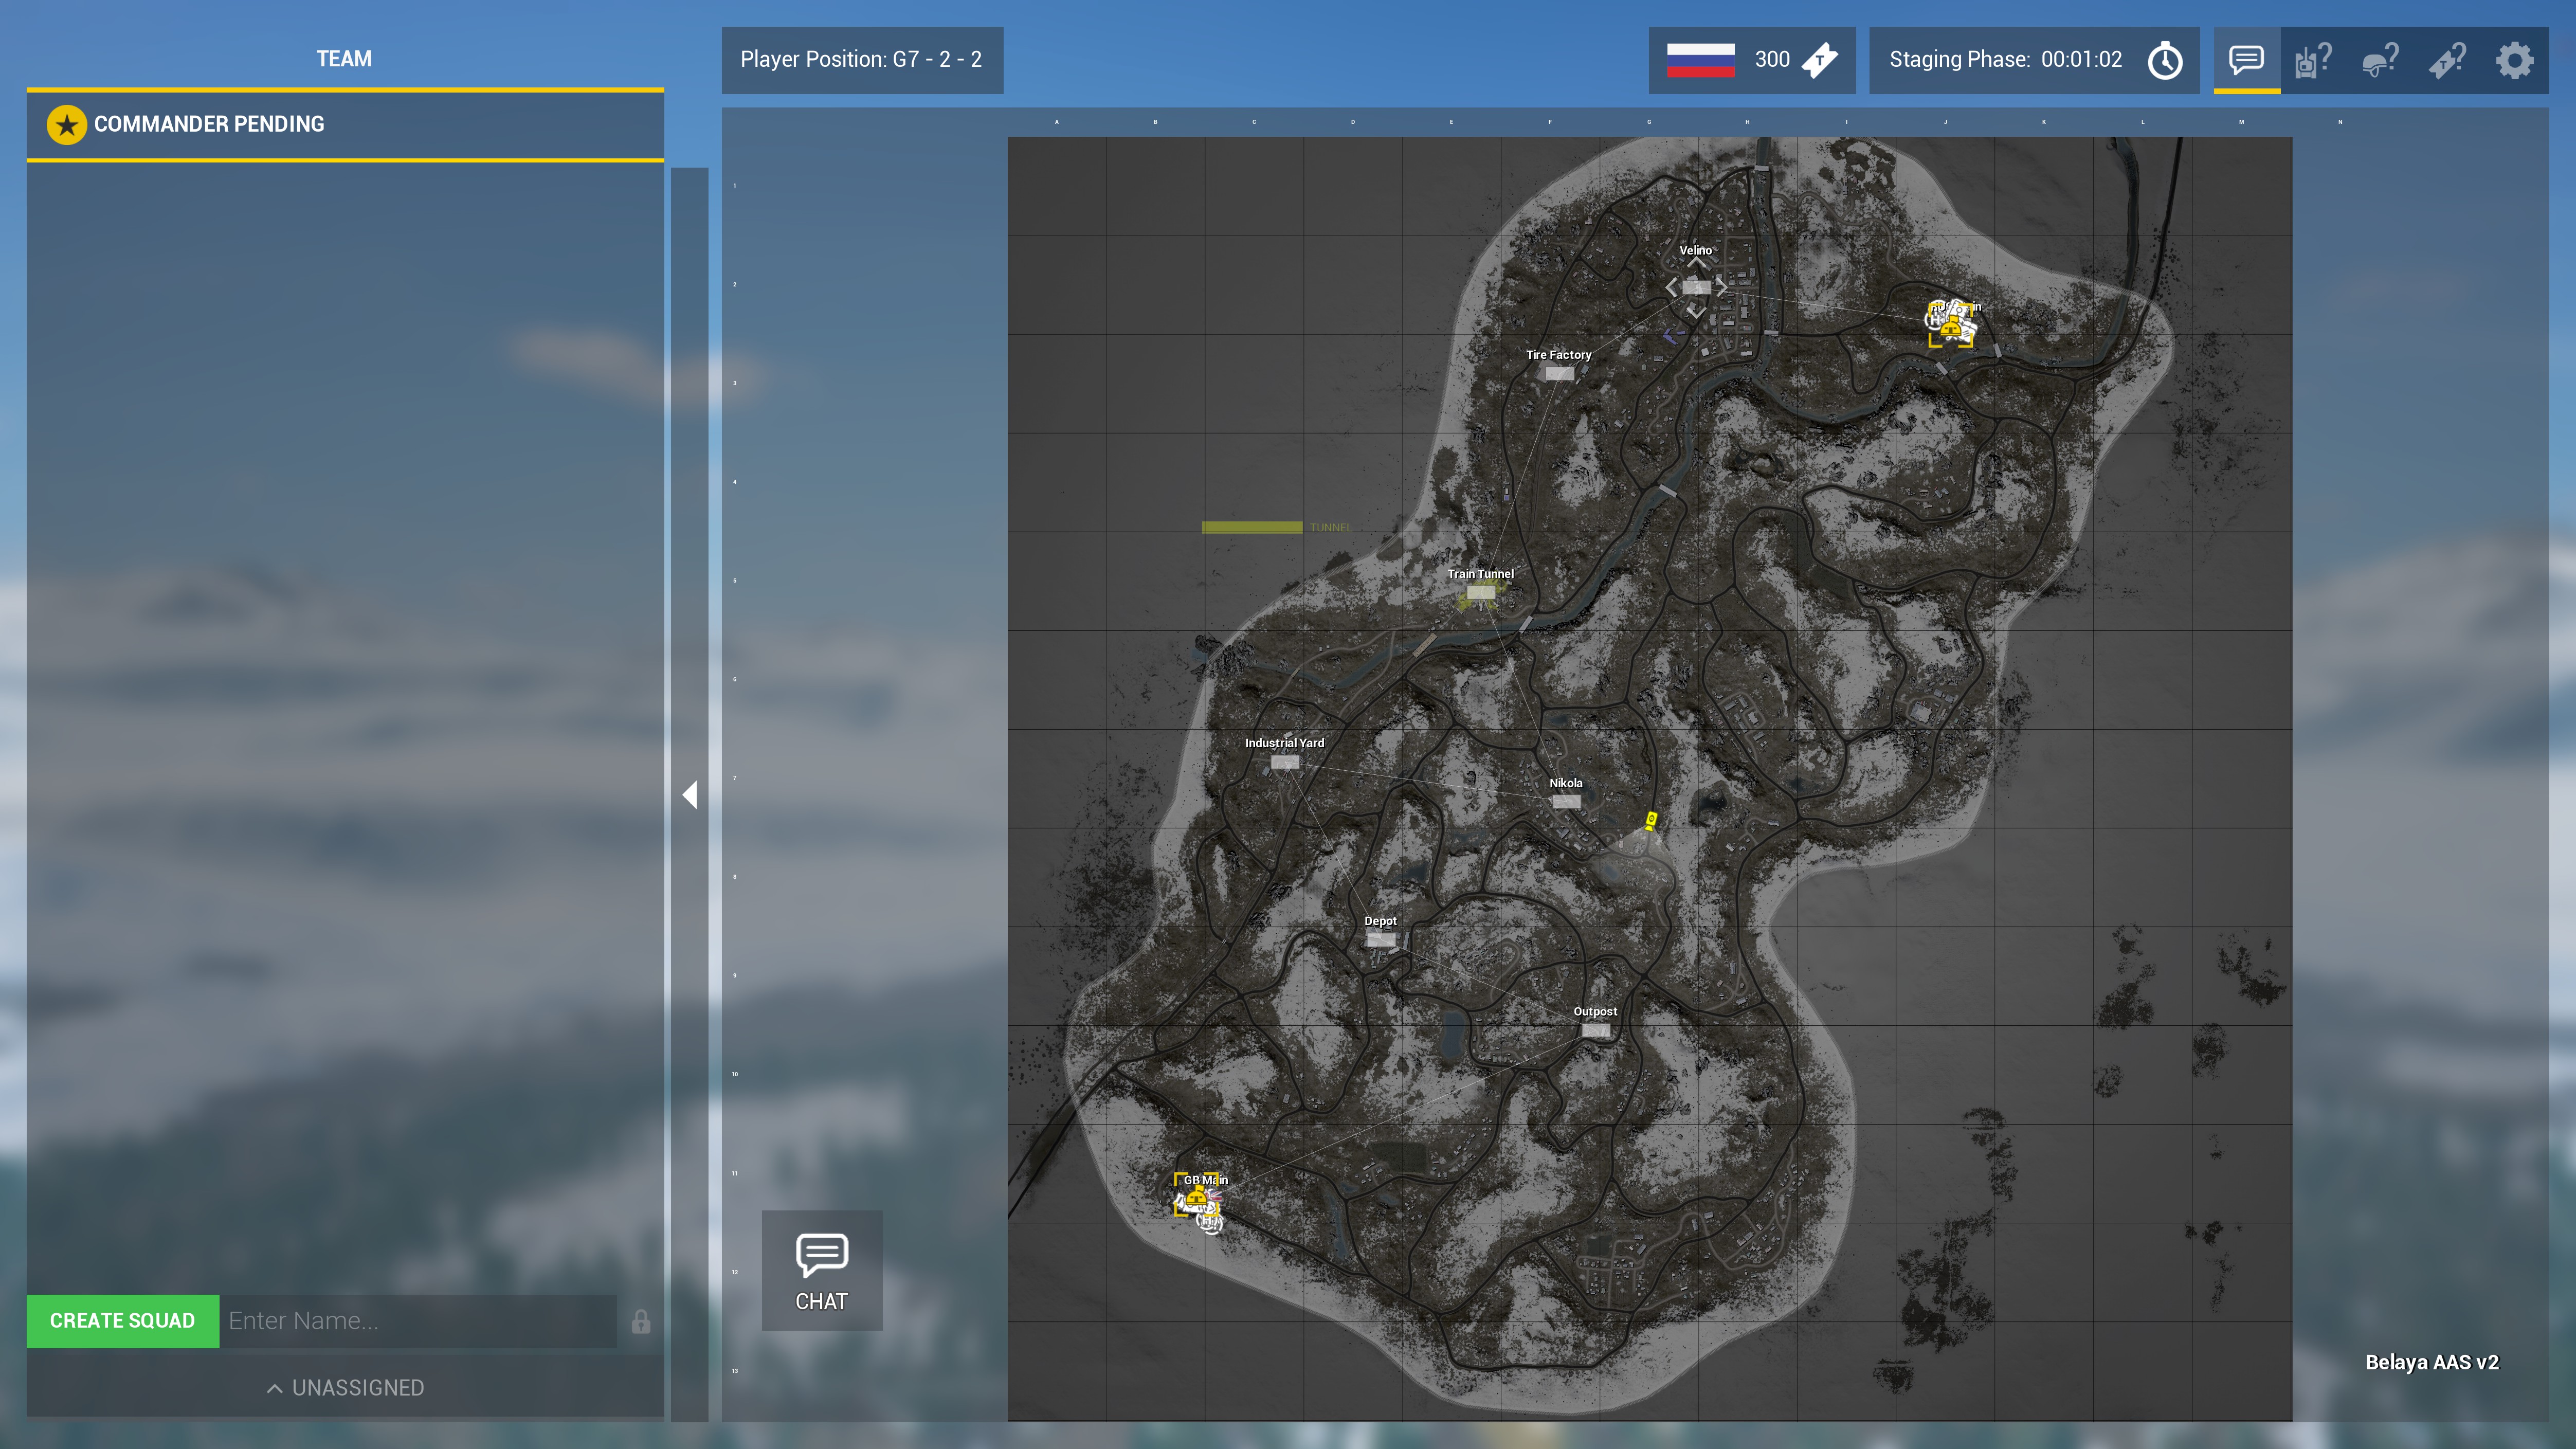 TEAM
Player Position: G7 - 2 - 2
300
T
Staging Phase: 00:01:02
COMMANDER PENDING
A B C D E F G H I J K L M N
1
2
3
4
5
6
7
8
9
10
11
12
13
Velino
Tire Factory
TUNNEL
Train Tunnel
Industrial Yard
Nikola
Depot
Outpost
GB Main
CHAT
CREATE SQUAD
Enter Name...
UNASSIGNED
Belaya AAS v2